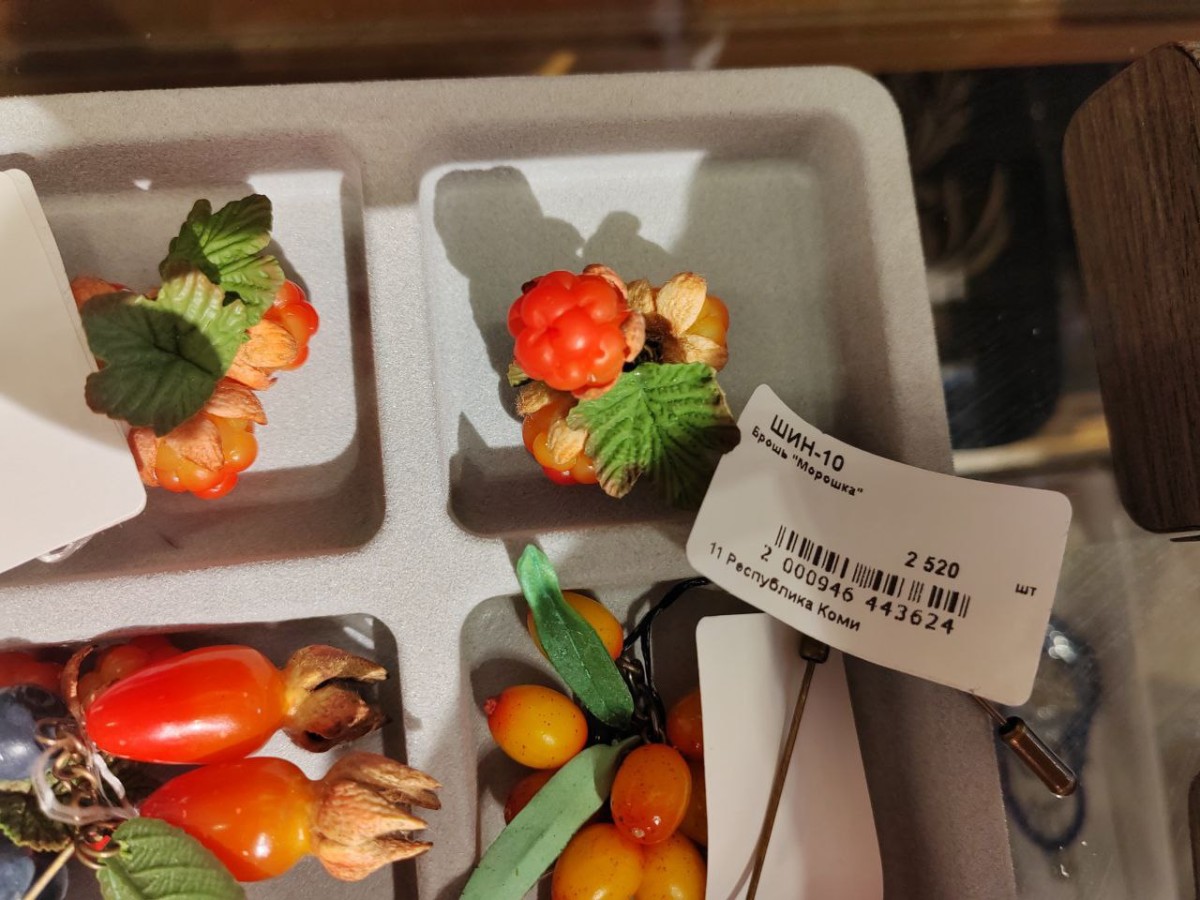 ШИН-10
Брошь "Морошка"
2 520
шт
2 000946 443624
11 Республика Коми